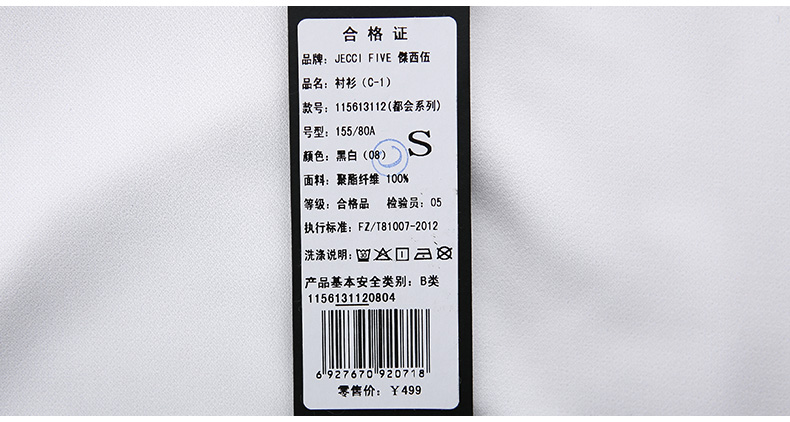 合格证
品牌: JECCI FIVE 傑西伍
品名: 衬衫 (C-1)
款号: 115613112(都会系列)
号型: 155/80A
S
颜色: 黑白 (08)
面料: 聚酯纤维 100%
等级: 合格品 检验员: 05
执行标准: FZ/T81007-2012
洗涤说明:
产品基本安全类别: B类
1156131120804
6 927670 920718
零售价: ¥499